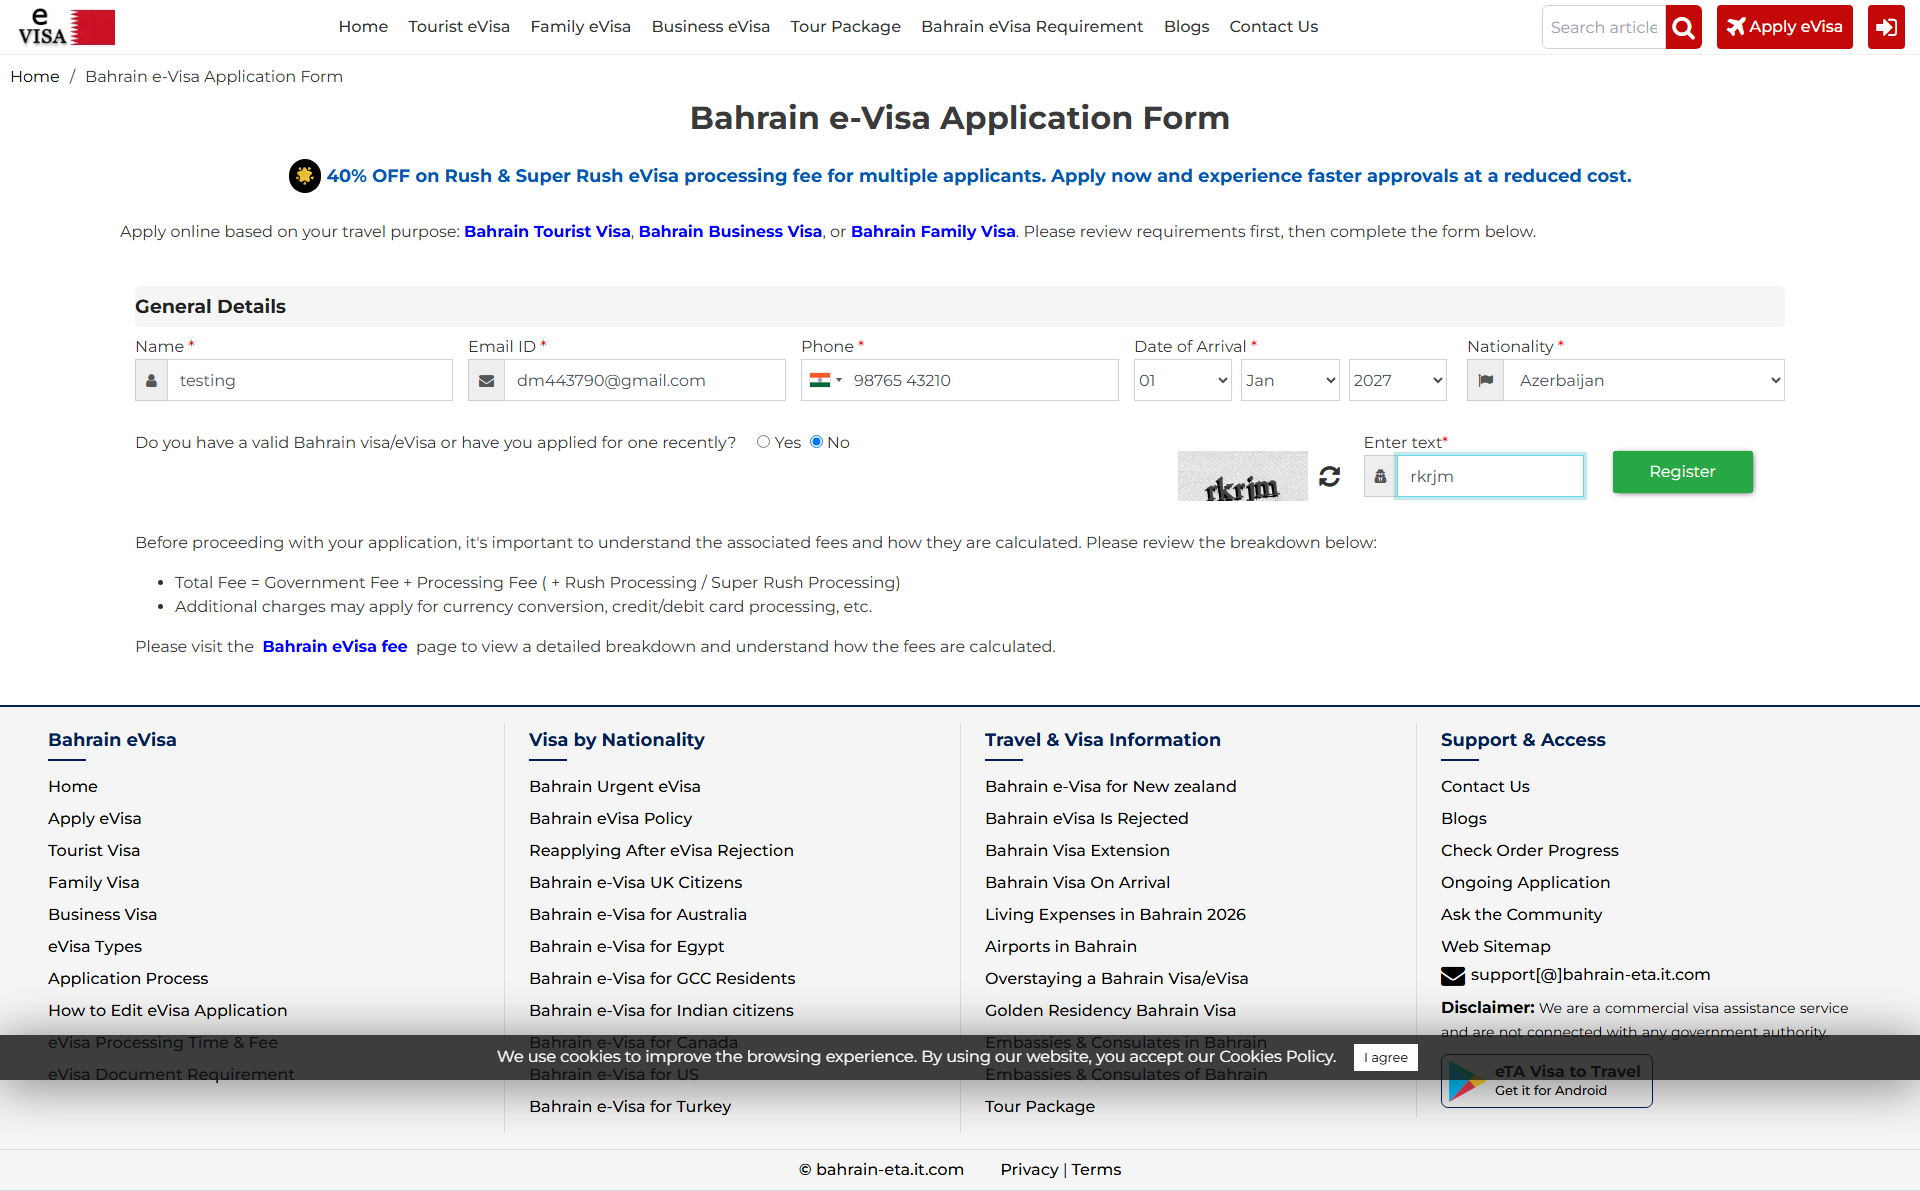 e
VISA
Home Tourist eVisa Family eVisa Business eVisa Tour Package Bahrain eVisa Requirement Blogs Contact Us
Search article
Apply eVisa
Home / Bahrain e-Visa Application Form
Bahrain e-Visa Application Form
40% OFF on Rush & Super Rush eVisa processing fee for multiple applicants. Apply now and experience faster approvals at a reduced cost.
Apply online based on your travel purpose: Bahrain Tourist Visa, Bahrain Business Visa, or Bahrain Family Visa. Please review requirements first, then complete the form below.
General Details
Name * Email ID * Phone * Date of Arrival * Nationality *
testing dm443790@gmail.com 98765 43210 01 Jan 2027 Azerbaijan
Do you have a valid Bahrain visa/eVisa or have you applied for one recently? Yes No
Enter text*
rkrjm rkrjm Register
Before proceeding with your application, it's important to understand the associated fees and how they are calculated. Please review the breakdown below:
• Total Fee = Government Fee + Processing Fee ( + Rush Processing / Super Rush Processing)
• Additional charges may apply for currency conversion, credit/debit card processing, etc.
Please visit the Bahrain eVisa fee page to view a detailed breakdown and understand how the fees are calculated.
Bahrain eVisa
Home
Apply eVisa
Tourist Visa
Family Visa
Business Visa
eVisa Types
Application Process
How to Edit eVisa Application
eVisa Processing Time & Fee
eVisa Document Requirement
Visa by Nationality
Bahrain Urgent eVisa
Bahrain eVisa Policy
Reapplying After eVisa Rejection
Bahrain e-Visa UK Citizens
Bahrain e-Visa for Australia
Bahrain e-Visa for Egypt
Bahrain e-Visa for GCC Residents
Bahrain e-Visa for Indian citizens
Bahrain e-Visa for Canada
Bahrain e-Visa for US
Bahrain e-Visa for Turkey
Travel & Visa Information
Bahrain e-Visa for New zealand
Bahrain eVisa Is Rejected
Bahrain Visa Extension
Bahrain Visa On Arrival
Living Expenses in Bahrain 2026
Airports in Bahrain
Overstaying a Bahrain Visa/eVisa
Golden Residency Bahrain Visa
Embassies & Consulates in Bahrain
Embassies & Consulates of Bahrain
Tour Package
Support & Access
Contact Us
Blogs
Check Order Progress
Ongoing Application
Ask the Community
Web Sitemap
support[@]bahrain-eta.it.com
Disclaimer: We are a commercial visa assistance service
and are not connected with any government authority.
eTA Visa to Travel
Get it for Android
We use cookies to improve the browsing experience. By using our website, you accept our Cookies Policy. I agree
© bahrain-eta.it.com Privacy | Terms